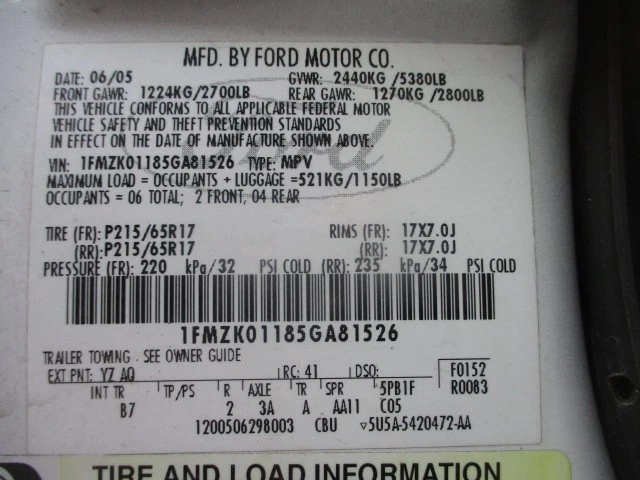 MFD. BY FORD MOTOR CO.
DATE: 06/05 GVWR: 2440KG /5380LB
FRONT GAWR: 1224KG/2700LB REAR GAWR: 1270KG /2800LB
THIS VEHICLE CONFORMS TO ALL APPLICABLE FEDERAL MOTOR
VEHICLE SAFETY AND THEFT PREVENTION STANDARDS
IN EFFECT ON THE DATE OF MANUFACTURE SHOWN ABOVE.
Ford
VIN: 1FMZK01185GA81526 TYPE: MPV
MAXIMUM LOAD = OCCUPANTS + LUGGAGE =521KG/1150LB
OCCUPANTS = 06 TOTAL; 2 FRONT, 04 REAR
TIRE (FR): P215/65R17 RIMS (FR): 17X7.0J
(RR): P215/65R17 (RR): 17X7.0J
PRESSURE (FR): 220 kPa/32 PSI COLD (RR): 235 kPa/34 PSI COLD
1FMZK01185GA81526
TRAILER TOWING - SEE OWNER GUIDE
EXT PNT: YZ AQ RC: 41 DSO: F0152
INT TR TP/PS R AXLE TR SPR 5PB1F R0083
B7 2 3A A AA11 C05
1200506298003 CBU ▽5U5A-5420472-AA
TIRE AND LOAD INFORMATION